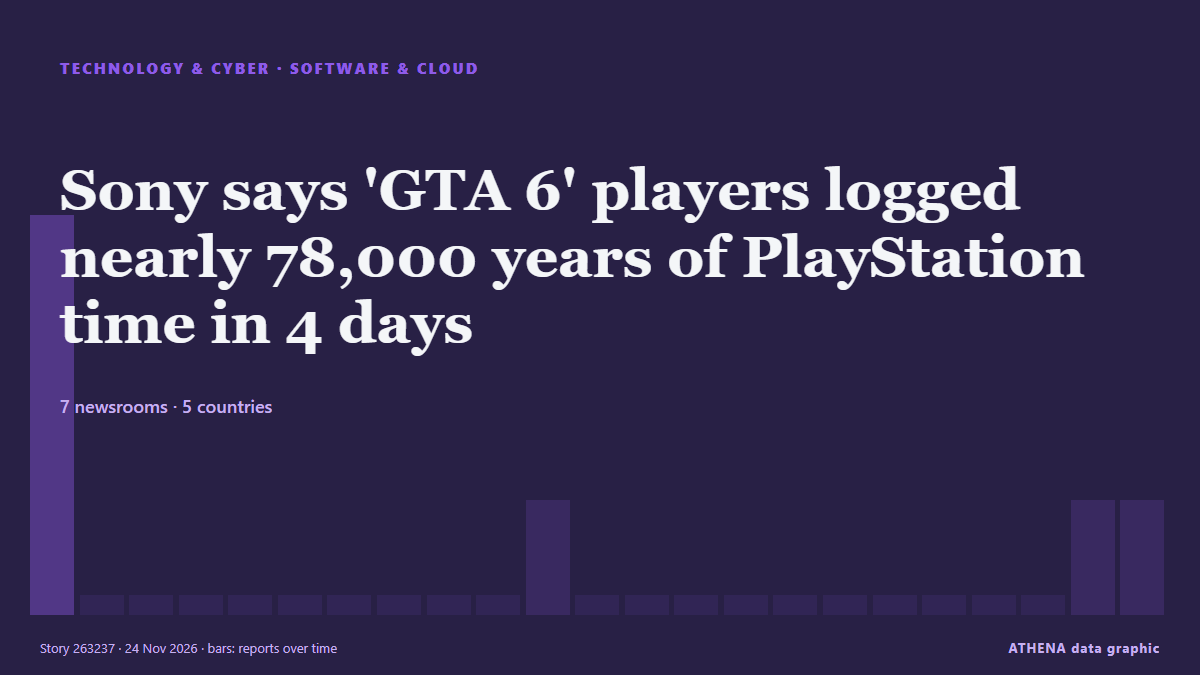 TECHNOLOGY & CYBER · SOFTWARE & CLOUD
Sony says 'GTA 6' players logged
nearly 78,000 years of PlayStation
time in 4 days
7 newsrooms · 5 countries
Story 263237 · 24 Nov 2026 · bars: reports over time
ATHENA data graphic